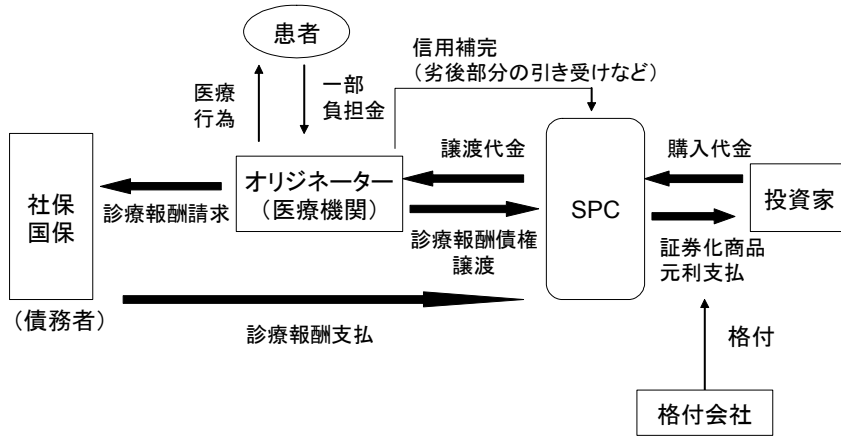 患者
信用補完
（劣後部分の引き受けなど）
医療
行為
一部
負担金
社保
国保
（債務者）
診療報酬請求
オリジネーター
（医療機関）
譲渡代金
診療報酬債権
譲渡
SPC
購入代金
投資家
証券化商品
元利支払
診療報酬支払
格付
格付会社